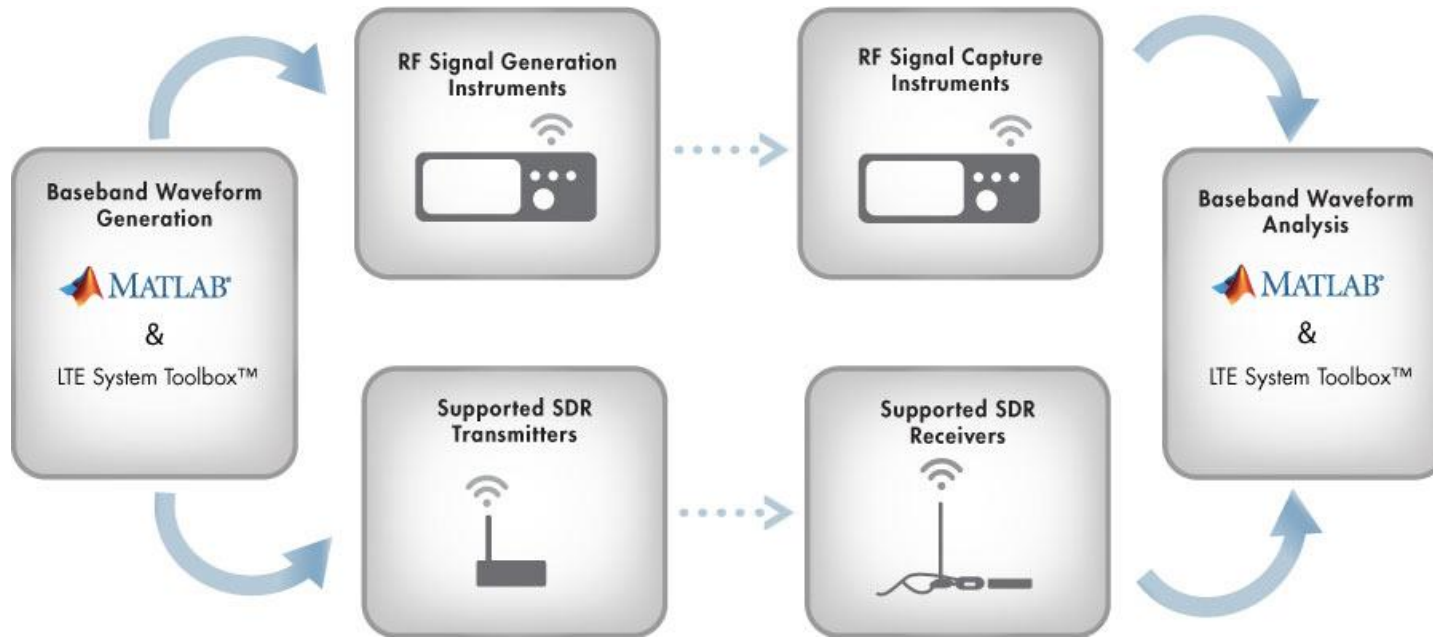 Baseband Waveform
Generation
MATLAB®
&
LTE System Toolbox™
RF Signal Generation
Instruments
RF Signal Capture
Instruments
Supported SDR
Transmitters
Supported SDR
Receivers
Baseband Waveform
Analysis
MATLAB®
&
LTE System Toolbox™